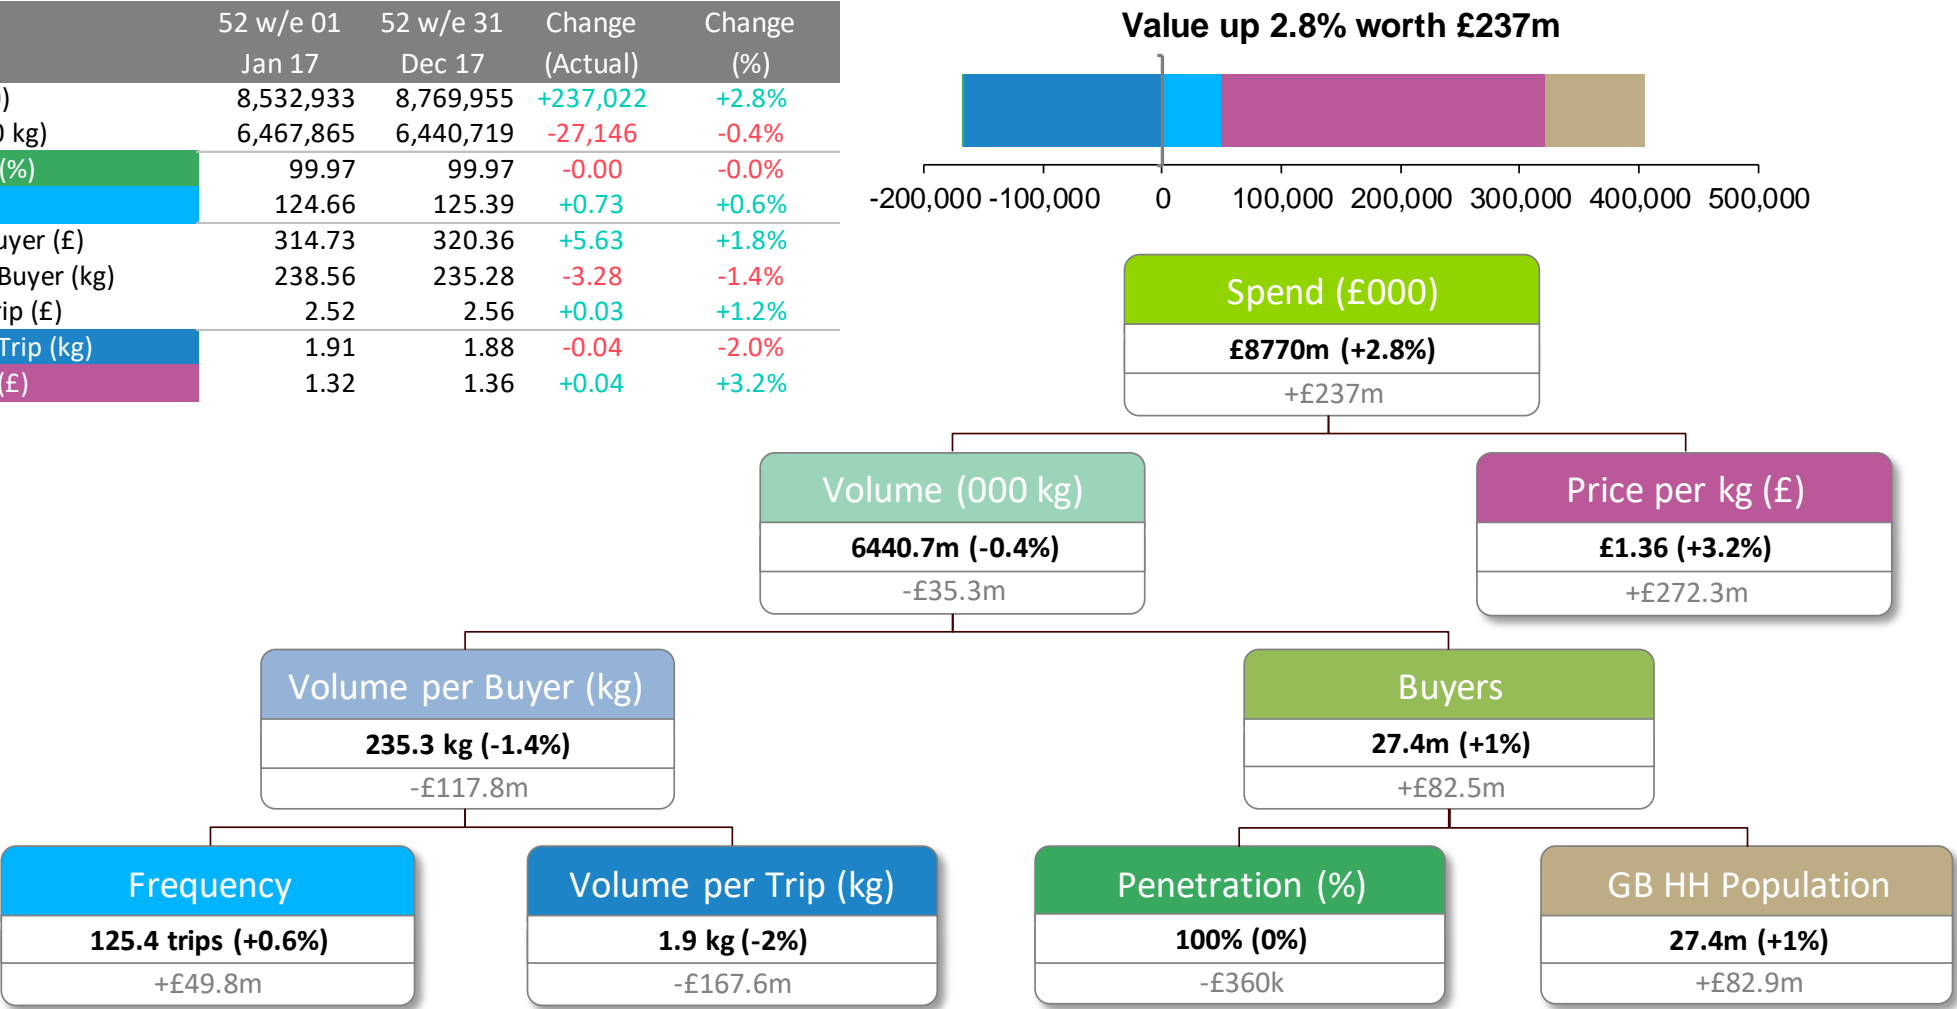 52 w/e 01 52 w/e 31 Change Change
Jan 17 Dec 17 (Actual) (%)
) 8,532,933 8,769,955 +237,022 +2.8%
0 kg) 6,467,865 6,440,719 -27,146 -0.4%
(%) 99.97 99.97 -0.00 -0.0%
124.66 125.39 +0.73 +0.6%
uyer (£) 314.73 320.36 +5.63 +1.8%
Buyer (kg) 238.56 235.28 -3.28 -1.4%
rip (£) 2.52 2.56 +0.03 +1.2%
Trip (kg) 1.91 1.88 -0.04 -2.0%
(£) 1.32 1.36 +0.04 +3.2%
Value up 2.8% worth £237m
-200,000 -100,000 0 100,000 200,000 300,000 400,000 500,000
Spend (£000)
£8770m (+2.8%)
+£237m
Volume (000 kg)
6440.7m (-0.4%)
-£35.3m
Price per kg (£)
£1.36 (+3.2%)
+£272.3m
Volume per Buyer (kg)
235.3 kg (-1.4%)
-£117.8m
Buyers
27.4m (+1%)
+£82.5m
Frequency
125.4 trips (+0.6%)
+£49.8m
Volume per Trip (kg)
1.9 kg (-2%)
-£167.6m
Penetration (%)
100% (0%)
-£360k
GB HH Population
27.4m (+1%)
+£82.9m